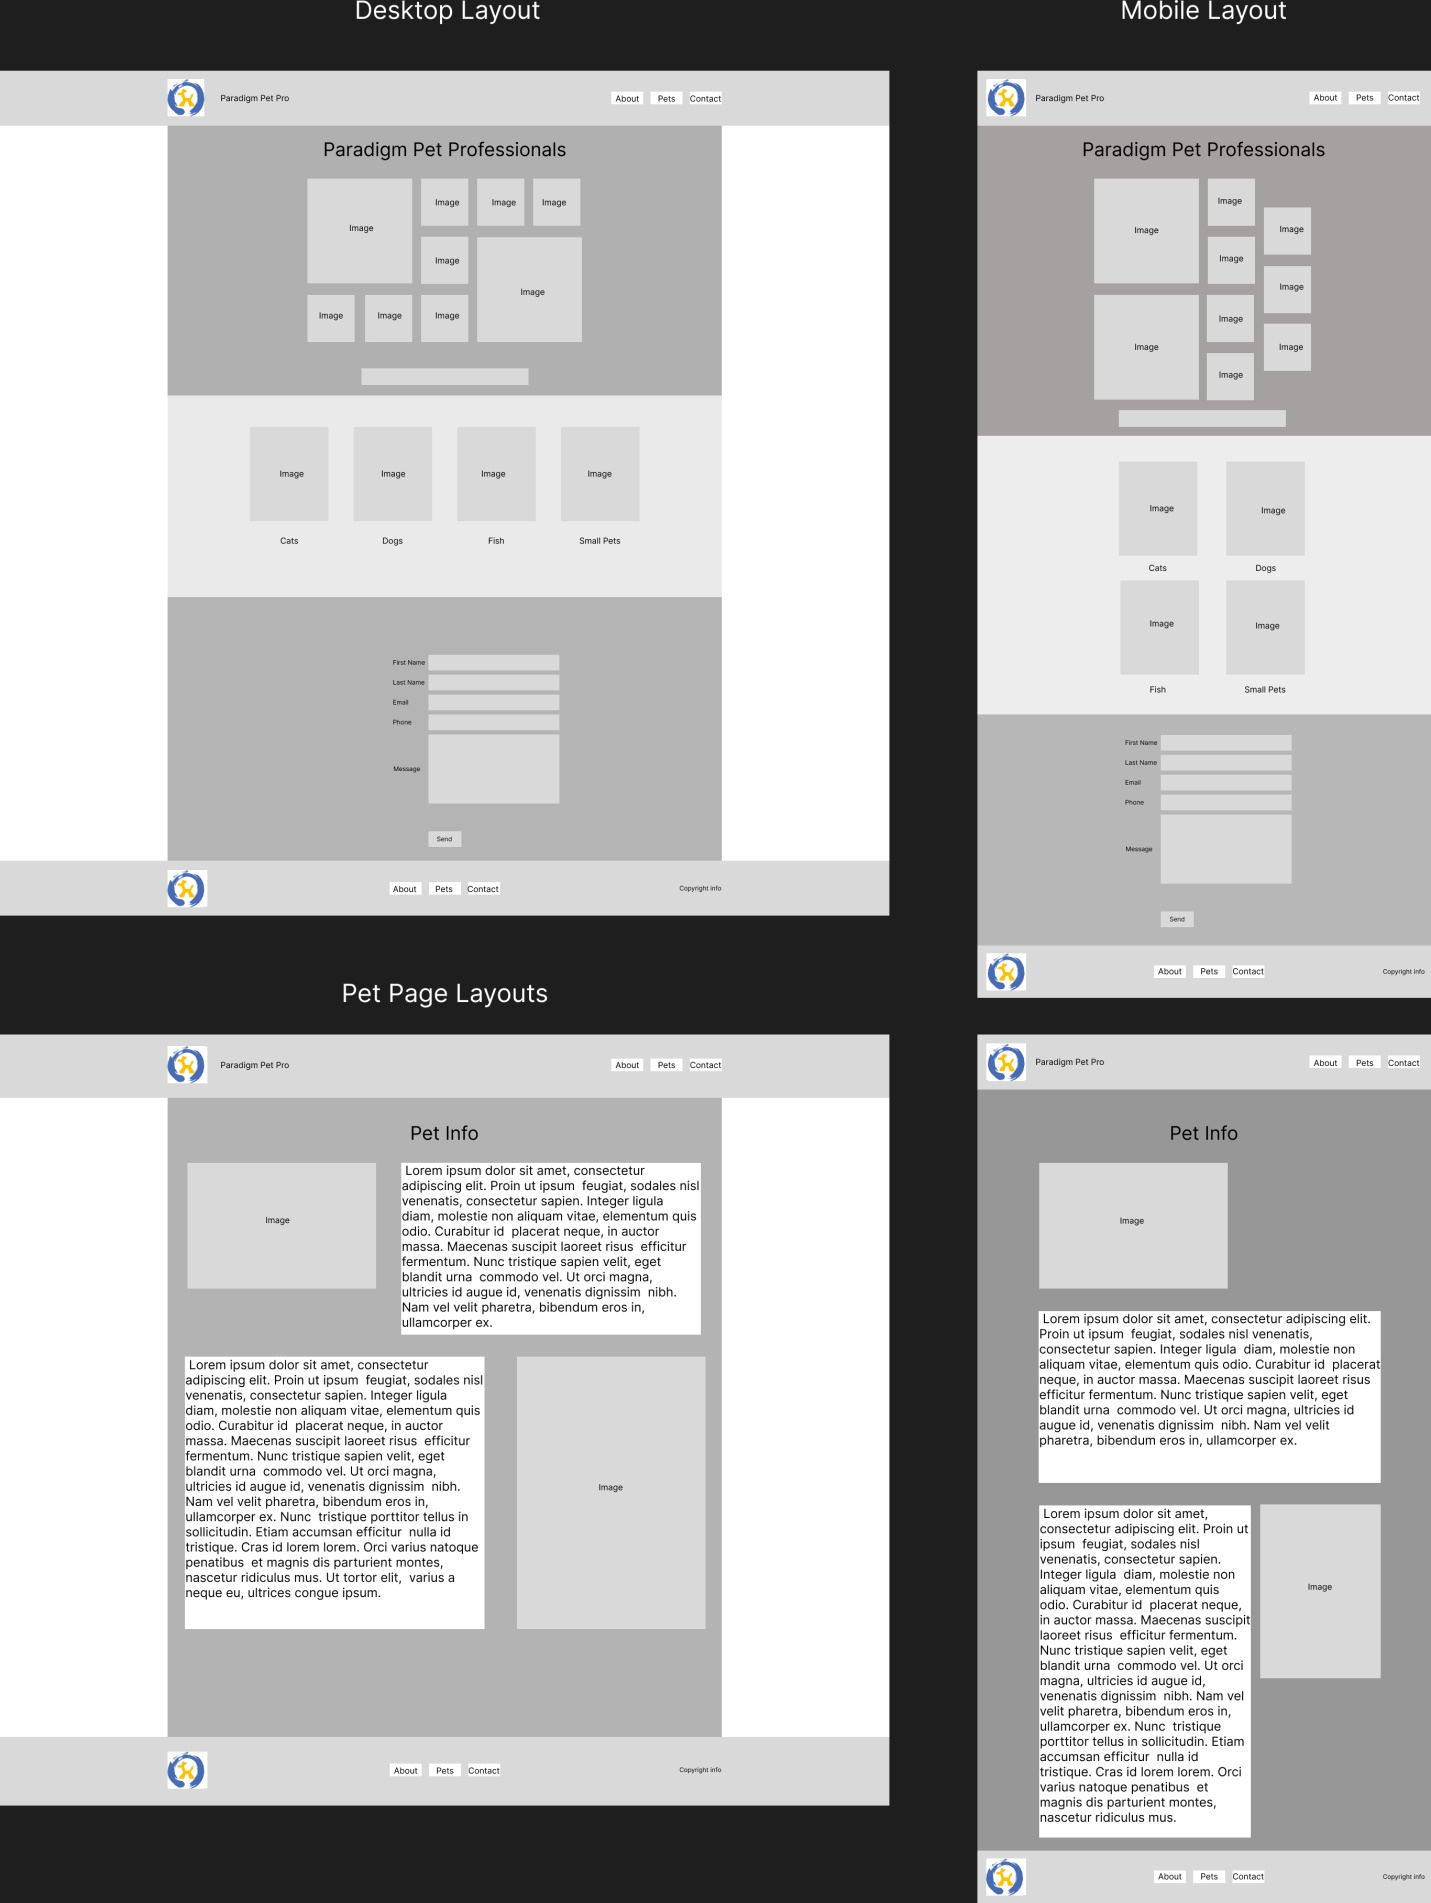 Desktop Layout
Paradigm Pet Pro
About Pets Contact
Paradigm Pet Professionals
Image Image Image
Image
Image
Image
Image Image Image
Image Image Image Image
Cats Dogs Fish Small Pets
First Name
Last Name
Email
Phone
Message
Send
About Pets Contact
Copyright info
Mobile Layout
Paradigm Pet Pro
About Pets Contact
Paradigm Pet Professionals
Image
Image
Image
Image
Image
Image
Image
Image
Image
Image Image
Cats Dogs
Image Image
Fish Small Pets
First Name
Last Name
Email
Phone
Message
Send
About Pets Contact
Copyright info
Pet Page Layouts
Paradigm Pet Pro
About Pets Contact
Pet Info
Image
Lorem ipsum dolor sit amet, consectetur
adipiscing elit. Proin ut ipsum feugiat, sodales nisl
venenatis, consectetur sapien. Integer ligula
diam, molestie non aliquam vitae, elementum quis
odio. Curabitur id placerat neque, in auctor
massa. Maecenas suscipit laoreet risus efficitur
fermentum. Nunc tristique sapien velit, eget
blandit urna commodo vel. Ut orci magna,
ultricies id augue id, venenatis dignissim nibh.
Nam vel velit pharetra, bibendum eros in,
ullamcorper ex.
Lorem ipsum dolor sit amet, consectetur
adipiscing elit. Proin ut ipsum feugiat, sodales nisl
venenatis, consectetur sapien. Integer ligula
diam, molestie non aliquam vitae, elementum quis
odio. Curabitur id placerat neque, in auctor
massa. Maecenas suscipit laoreet risus efficitur
fermentum. Nunc tristique sapien velit, eget
blandit urna commodo vel. Ut orci magna,
ultricies id augue id, venenatis dignissim nibh.
Nam vel velit pharetra, bibendum eros in,
ullamcorper ex. Nunc tristique porttitor tellus in
sollicitudin. Etiam accumsan efficitur nulla id
tristique. Cras id lorem lorem. Orci varius natoque
penatibus et magnis dis parturient montes,
nascetur ridiculus mus. Ut tortor elit, varius a
neque eu, ultrices congue ipsum.
Image
About Pets Contact
Copyright info
Paradigm Pet Pro
About Pets Contact
Pet Info
Image
Lorem ipsum dolor sit amet, consectetur adipiscing elit.
Proin ut ipsum feugiat, sodales nisl venenatis,
consectetur sapien. Integer ligula diam, molestie non
aliquam vitae, elementum quis odio. Curabitur id placerat
neque, in auctor massa. Maecenas suscipit laoreet risus
efficitur fermentum. Nunc tristique sapien velit, eget
blandit urna commodo vel. Ut orci magna, ultricies id
augue id, venenatis dignissim nibh. Nam vel velit
pharetra, bibendum eros in, ullamcorper ex.
Lorem ipsum dolor sit amet,
consectetur adipiscing elit. Proin ut
ipsum feugiat, sodales nisl
venenatis, consectetur sapien.
Integer ligula diam, molestie non
aliquam vitae, elementum quis
odio. Curabitur id placerat neque,
in auctor massa. Maecenas suscipit
laoreet risus efficitur fermentum.
Nunc tristique sapien velit, eget
blandit urna commodo vel. Ut orci
magna, ultricies id augue id,
venenatis dignissim nibh. Nam vel
velit pharetra, bibendum eros in,
ullamcorper ex. Nunc tristique
porttitor tellus in sollicitudin. Etiam
accumsan efficitur nulla id
tristique. Cras id lorem lorem. Orci
varius natoque penatibus et
magnis dis parturient montes,
nascetur ridiculus mus.
Image
About Pets Contact
Copyright info